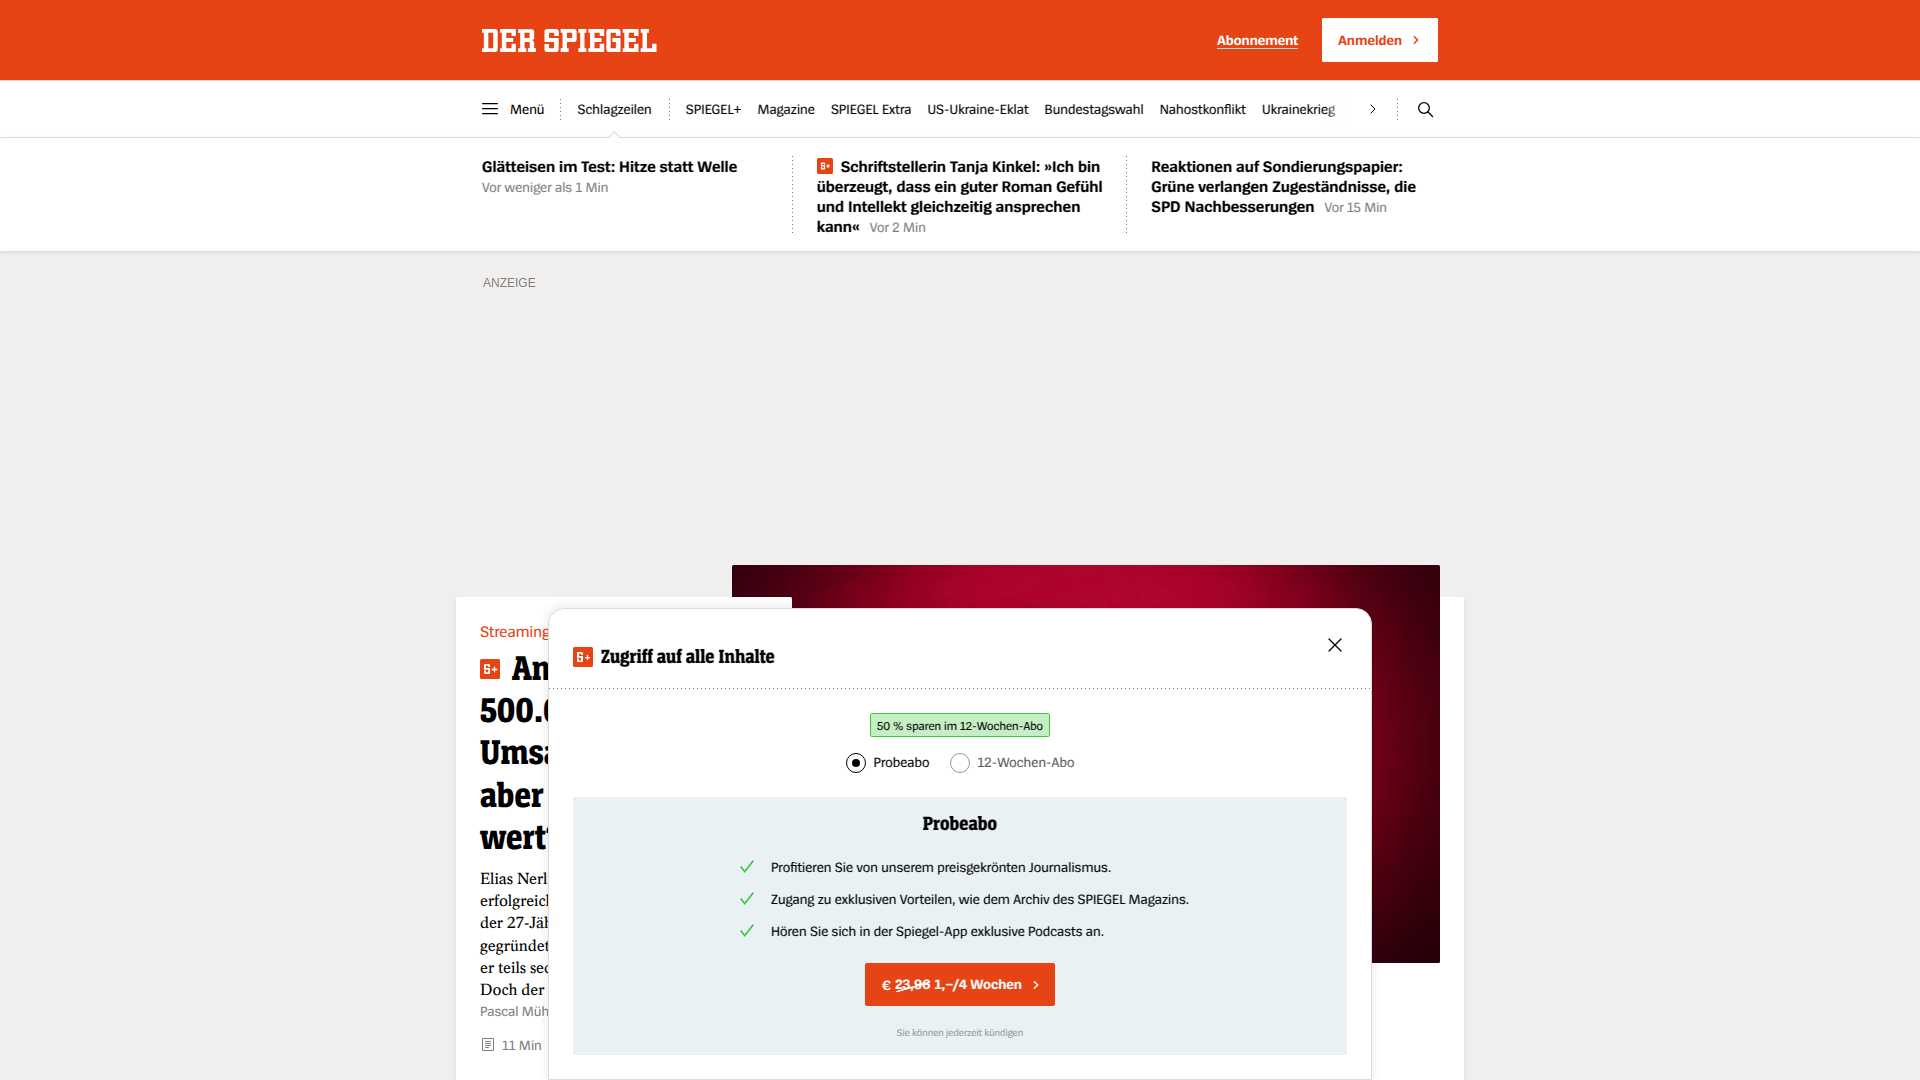 DER SPIEGEL
Abonnement
Anmelden
Menü
Schlagzeilen
SPIEGEL+
Magazine
SPIEGEL Extra
US-Ukraine-Eklat
Bundestagswahl
Nahostkonflikt
Ukrainekrieg
Glätteisen im Test: Hitze statt Welle
Vor weniger als 1 Min
S+ Schriftstellerin Tanja Kinkel: »Ich bin
überzeugt, dass ein guter Roman Gefühl
und Intellekt gleichzeitig ansprechen
kann« Vor 2 Min
Reaktionen auf Sondierungspapier:
Grüne verlangen Zugeständnisse, die
SPD Nachbesserungen Vor 15 Min
ANZEIGE
Streaming
S+
500.
aber
wert
Elias Nerl
erfolgreich
der 27-Jäh
gegründet
er teils sec
Doch der
Pascal Müh
11 Min
S+ Zugriff auf alle Inhalte
50 % sparen im 12-Wochen-Abo
Probeabo
12-Wochen-Abo
Probeabo
Profitieren Sie von unserem preisgekrönten Journalismus.
Zugang zu exklusiven Vorteilen, wie dem Archiv des SPIEGEL Magazins.
Hören Sie sich in der Spiegel-App exklusive Podcasts an.
€ 23,96 1,–/4 Wochen
Sie können jederzeit kündigen